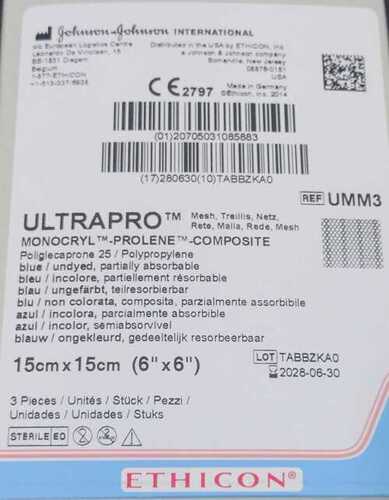 Johnson&Johnson INTERNATIONAL
c/o European Logistics Centre
Leonardo Da Vincilaan, 15
BE-1831 Diegem
Belgium
1-877-ETHICON
+1-513-337-6928
Distributed in the USA by ETHICON, Inc
a Johnson & Johnson company
Somerville, New Jersey
08876-0151
USA
CE 2797
Made in Germany
©Ethicon, Inc. 2014
(01)20705031085883
(17)280630(10)TABBZKA0
REF UMM3
ULTRAPRO™ Mesh, Treillis, Netz,
Rete, Malla, Rede, Mesh
MONOCRYL™-PROLENE™-COMPOSITE
Poliglecaprone 25 / Polypropylene
blue / undyed, partially absorbable
bleu / incolore, partiellement résorbable
blau / ungefärbt, teilresorbierbar
blu / non colorata, composita, parzialmente assorbibile
azul / incolora, parcialmente absorbible
azul / incolor, semiabsorvível
blauw / ongekleurd, gedeeltelijk resorbeerbaar
15cm x 15cm (6" x 6")
LOT TABBZKA0
2028-06-30
3 Pieces / Unités / Stück / Pezzi /
Unidades / Unidades / Stuks
STERILE EO
ETHICON®